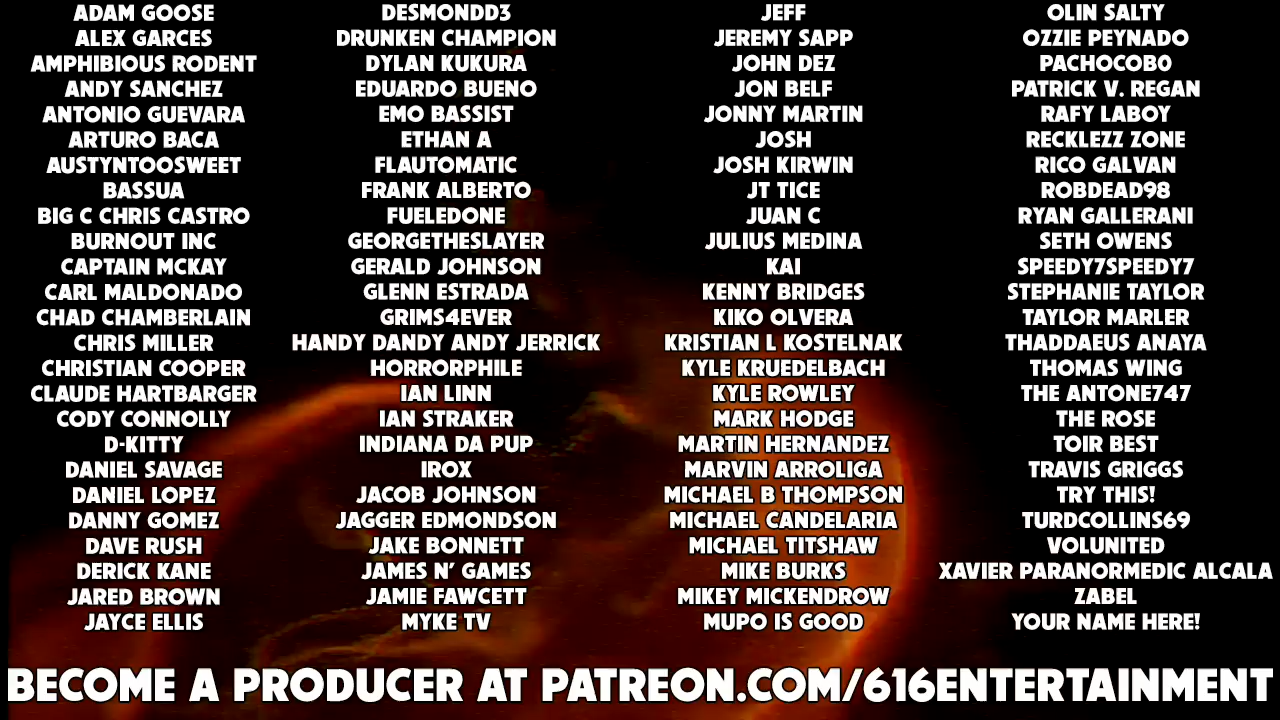 ADAM GOOSE
ALEX GARCES
AMPHIBIOUS RODENT
ANDY SANCHEZ
ANTONIO GUEVARA
ARTURO BACA
AUSTYNTOOSWEET
BASSUA
BIG C CHRIS CASTRO
BURNOUT INC
CAPTAIN MCKAY
CARL MALDONADO
CHAD CHAMBERLAIN
CHRIS MILLER
CHRISTIAN COOPER
CLAUDE HARTBARGER
CODY CONNOLLY
D-KITTY
DANIEL SAVAGE
DANIEL LOPEZ
DANNY GOMEZ
DAVE RUSH
DERICK KANE
JARED BROWN
JAYCE ELLIS
DESMONDD3
DRUNKEN CHAMPION
DYLAN KUKURA
EDUARDO BUENO
EMO BASSIST
ETHAN A
FLAUTOMATIC
FRANK ALBERTO
FUELEDONE
GEORGETHESLAYER
GERALD JOHNSON
GLENN ESTRADA
GRIMS4EVER
HANDY DANDY ANDY JERRICK
HORRORPHILE
IAN LINN
IAN STRAKER
INDIANA DA PUP
IROX
JACOB JOHNSON
JAGGER EDMONDSON
JAKE BONNETT
JAMES N' GAMES
JAMIE FAWCETT
MYKE TV
JEFF
JEREMY SAPP
JOHN DEZ
JON BELF
JONNY MARTIN
JOSH
JOSH KIRWIN
JT TICE
JUAN C
JULIUS MEDINA
KAI
KENNY BRIDGES
KIKO OLVERA
KRISTIAN L KOSTELNAK
KYLE KRUEDELBACH
KYLE ROWLEY
MARK HODGE
MARTIN HERNANDEZ
MARVIN ARROLIGA
MICHAEL B THOMPSON
MICHAEL CANDELARIA
MICHAEL TITSHAW
MIKE BURKS
MIKEY MICKENDROW
MUPO IS GOOD
OLIN SALTY
OZZIE PEYNADO
PACHOCOB0
PATRICK V. REGAN
RAFY LABOY
RECKLEZZ ZONE
RICO GALVAN
ROBDEAD98
RYAN GALLERANI
SETH OWENS
SPEEDY7SPEEDY7
STEPHANIE TAYLOR
TAYLOR MARLER
THADDAEUS ANAYA
THOMAS WING
THE ANTONE747
THE ROSE
TOIR BEST
TRAVIS GRIGGS
TRY THIS!
TURDCOLLINS69
VOLUNITED
XAVIER PARANORMEDIC ALCALA
ZABEL
YOUR NAME HERE!
BECOME A PRODUCER AT PATREON.COM/616ENTERTAINMENT